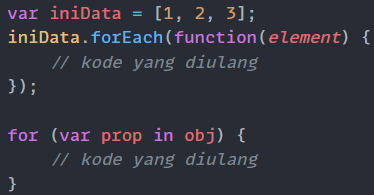 var iniData = [1, 2, 3];
iniData.forEach(function(element) {
    // kode yang diulang
});

for (var prop in obj) {
    // kode yang diulang
}